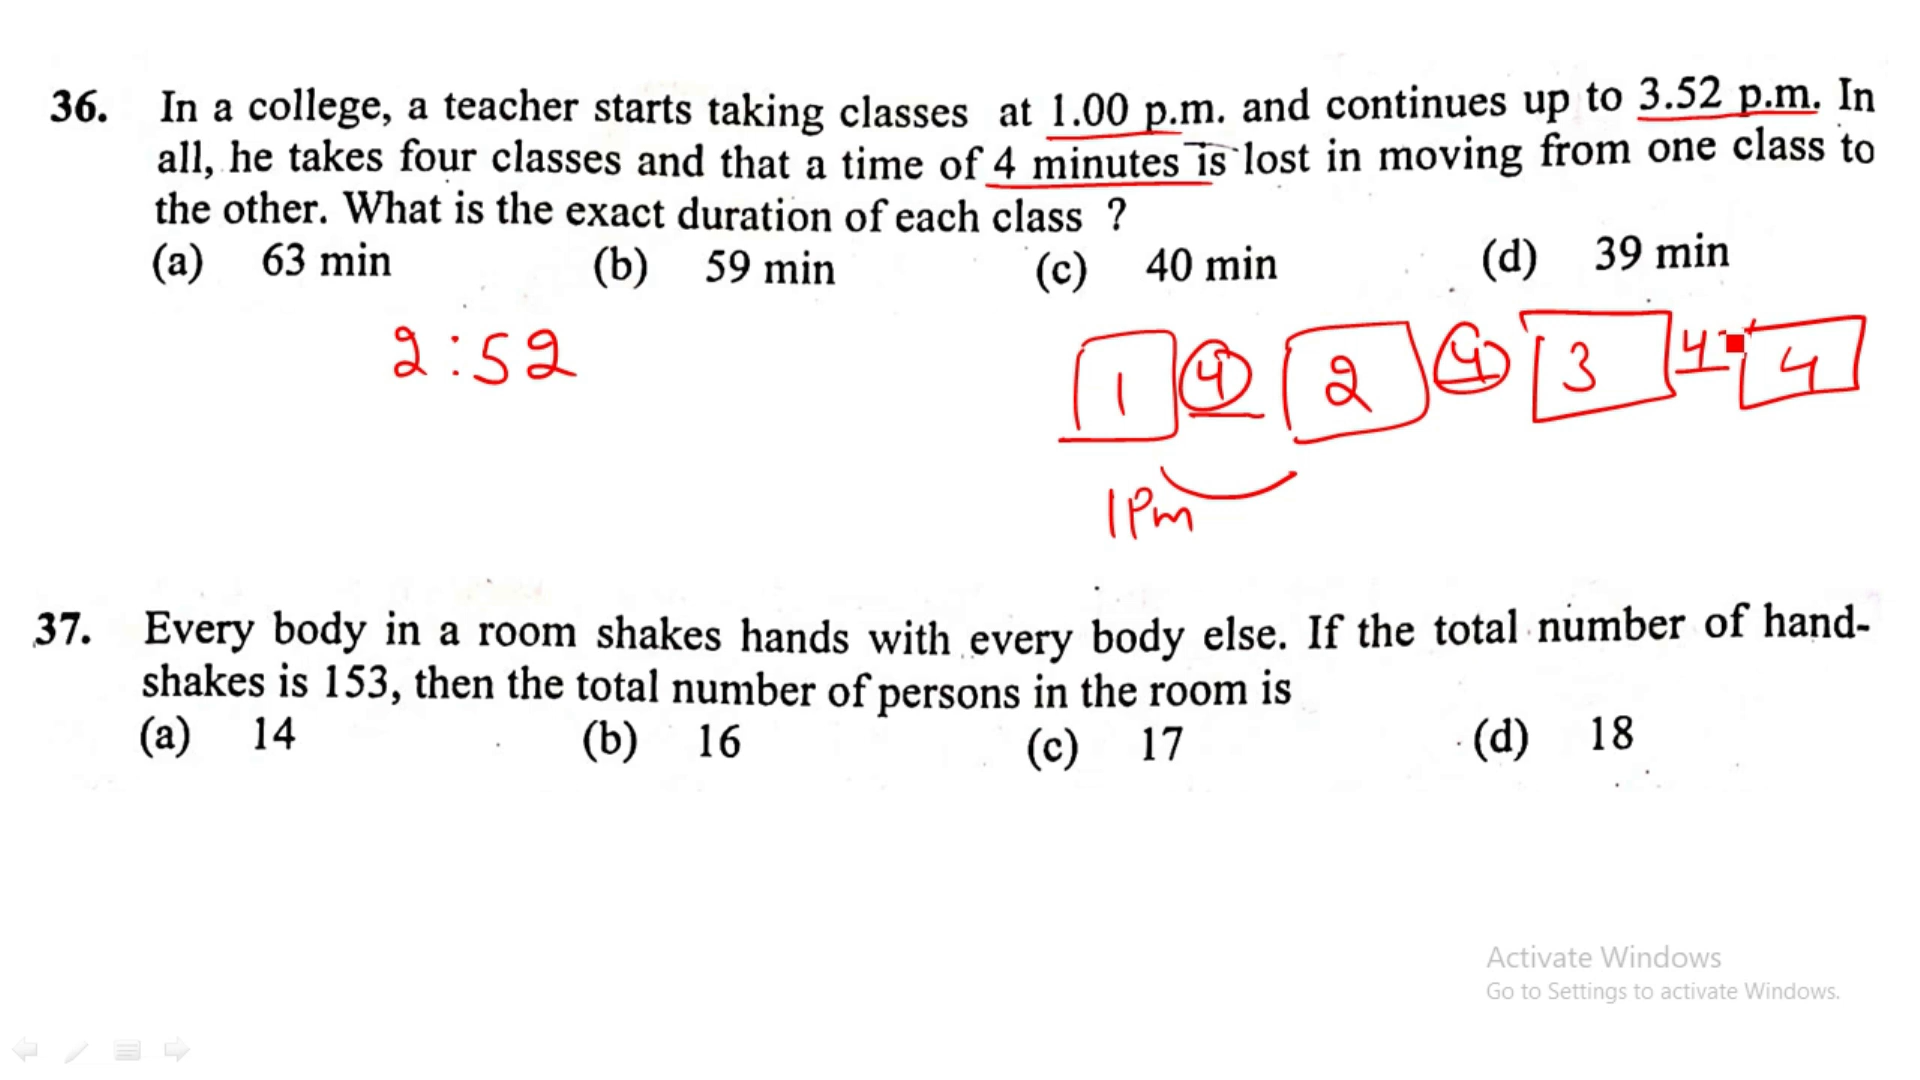 36. In a college, a teacher starts taking classes at 1.00 p.m. and continues up to 3.52 p.m. In
all, he takes four classes and that a time of 4 minutes is lost in moving from one class to
the other. What is the exact duration of each class ?
(a) 63 min (b) 59 min (c) 40 min (d) 39 min
2:52
1 4 2 4 3 4 4
1Pm
37. Every body in a room shakes hands with every body else. If the total number of hand-
shakes is 153, then the total number of persons in the room is
(a) 14 (b) 16 (c) 17 (d) 18
Activate Windows
Go to Settings to activate Windows.